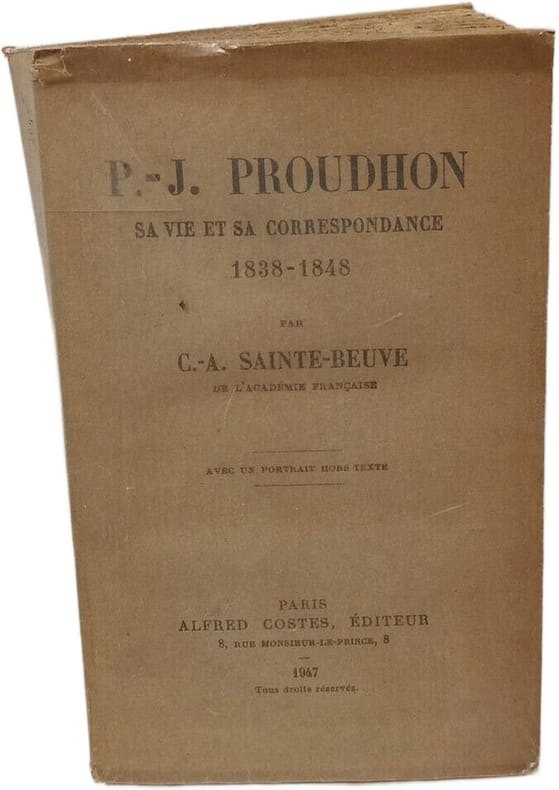 P.-J. PROUDHON
SA VIE ET SA CORRESPONDANCE
1838-1848
PAR
C.-A. SAINTE-BEUVE
DE L'ACADÉMIE FRANÇAISE
AVEC UN PORTRAIT HORS TEXTE
PARIS
ALFRED COSTES, ÉDITEUR
8, RUE MONSIEUR-LE-PRINCE, 8
1947
Tous droits réservés.